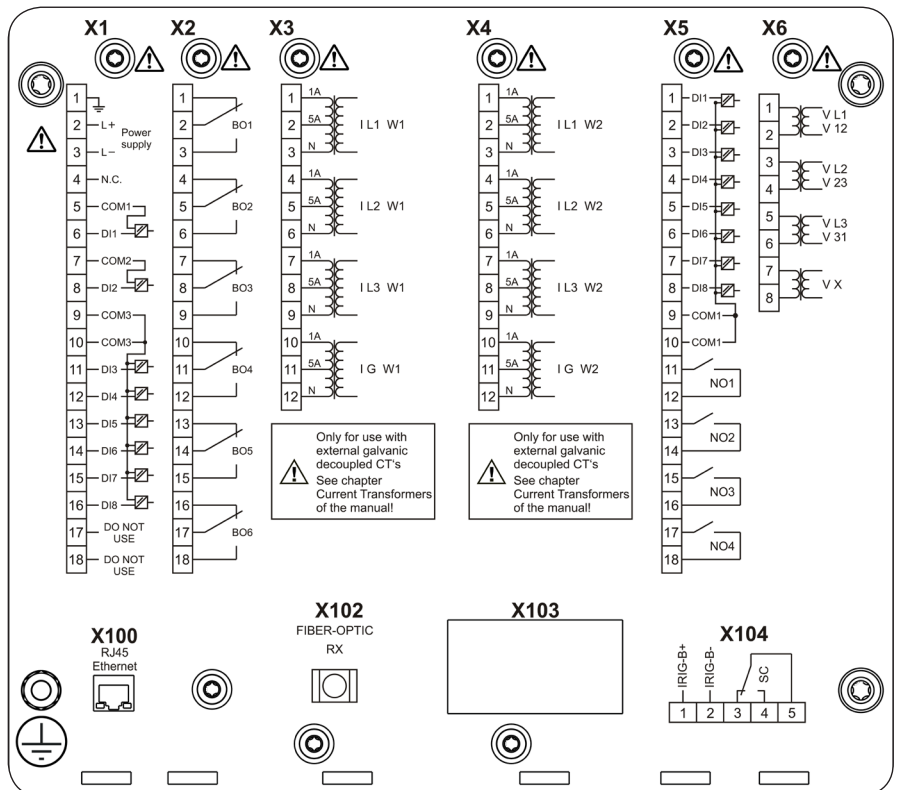 X1 X2 X3 X4 X5 X6
1
2 L+
Power
supply
3 L−
4 N.C.
5 COM1
6 DI1
7 COM2
8 DI2
9 COM3
10 COM3
11 DI3
12 DI4
13 DI5
14 DI6
15 DI7
16 DI8
17 DO NOT
USE
18 DO NOT
USE
1
2 BO1
3
4
5 BO2
6
7
8 BO3
9
10
11 BO4
12
13
14 BO5
15
16
17 BO6
18
1 1A
2 5A I L1 W1
3 N
4 1A
5 5A I L2 W1
6 N
7 1A
8 5A I L3 W1
9 N
10 1A
11 5A I G W1
12 N
Only for use with
external galvanic
decoupled CT's
See chapter
Current Transformers
of the manual!
1 1A
2 5A I L1 W2
3 N
4 1A
5 5A I L2 W2
6 N
7 1A
8 5A I L3 W2
9 N
10 1A
11 5A I G W2
12 N
Only for use with
external galvanic
decoupled CT's
See chapter
Current Transformers
of the manual!
1 DI1
2 DI2
3 DI3
4 DI4
5 DI5
6 DI6
7 DI7
8 DI8
9 COM1
10 COM1
11
NO1
12
13
NO2
14
15
NO3
16
17
NO4
18
1 V L1
2 V 12
3 V L2
4 V 23
5 V L3
6 V 31
7 V X
8
X100
RJ45
Ethernet
X102
FIBER-OPTIC
RX
X103
X104
IRIG-B+
IRIG-B-
SC
1 2 3 4 5